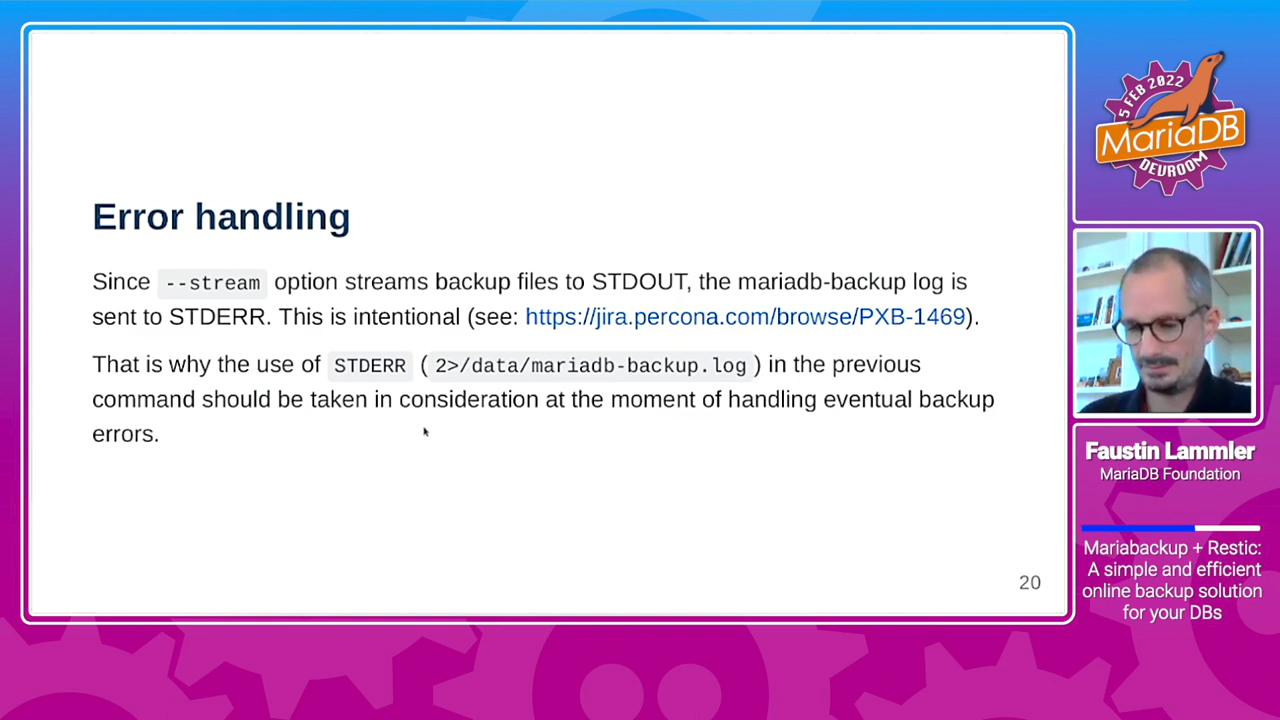 Error handling
Since --stream option streams backup files to STDOUT, the mariadb-backup log is
sent to STDERR. This is intentional (see: https://jira.percona.com/browse/PXB-1469).
That is why the use of STDERR ( 2>/data/mariadb-backup.log ) in the previous
command should be taken in consideration at the moment of handling eventual backup
errors.
20
5 FEB 2022
MariaDB
DEVROOM
Faustin Lammler
MariaDB Foundation
Mariabackup + Restic:
A simple and efficient
online backup solution
for your DBs